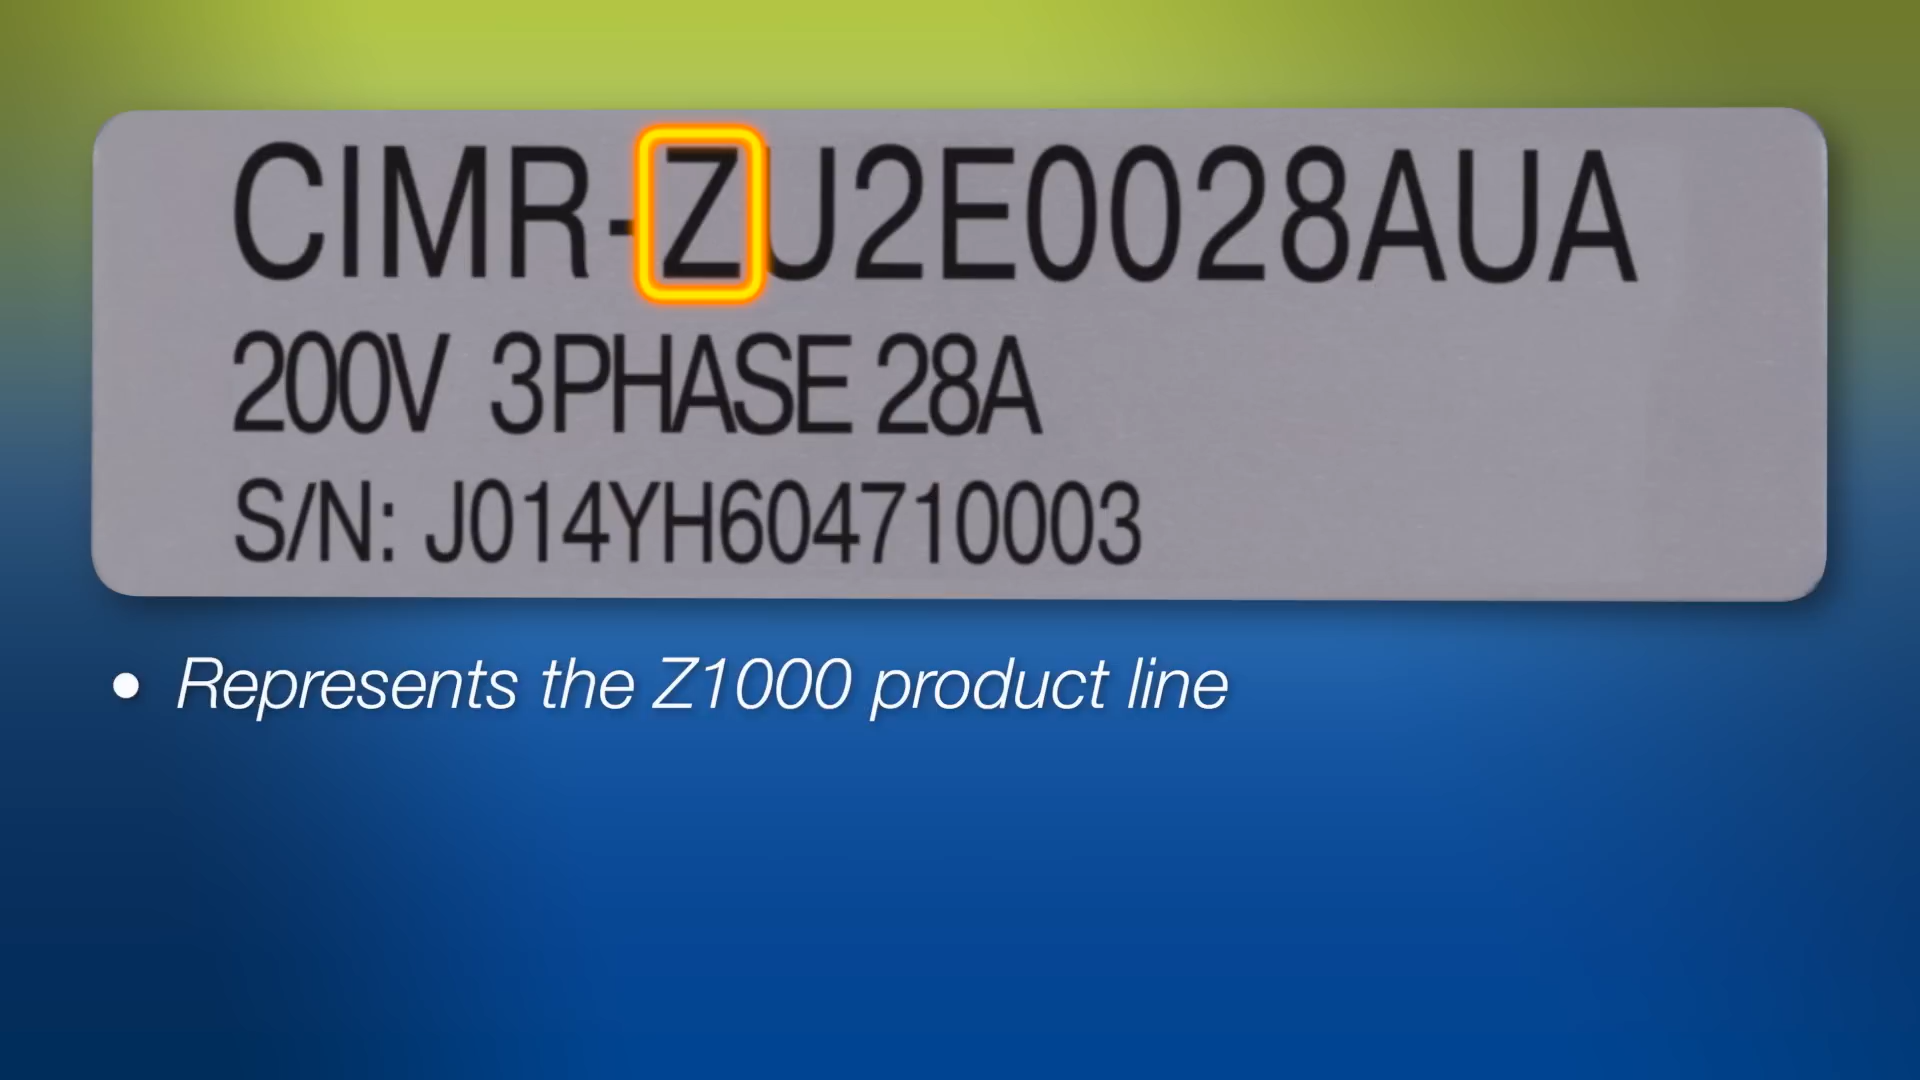 CIMR-ZU2E0028AUA
200V 3PHASE 28A
S/N: J014YH604710003
• Represents the Z1000 product line